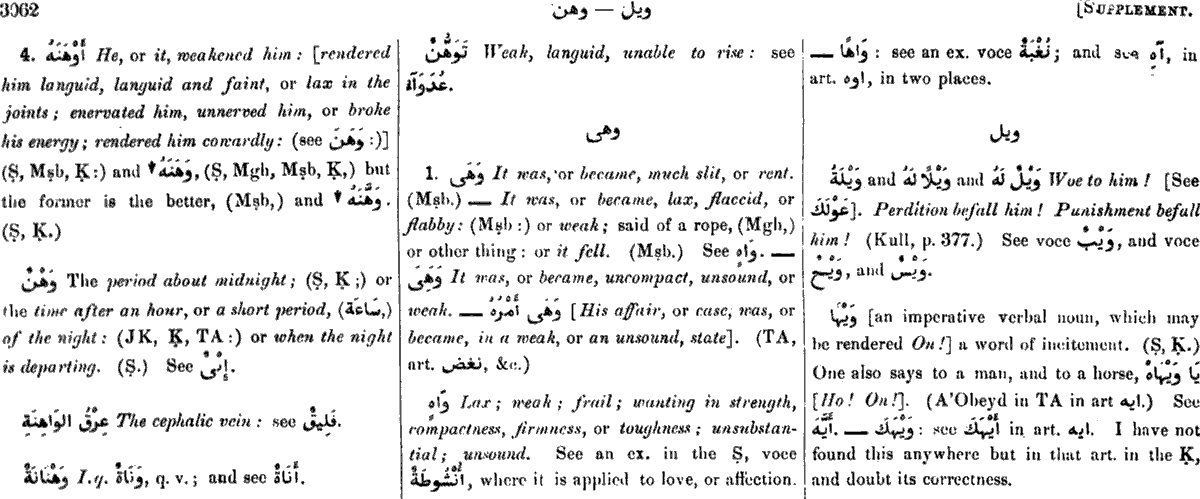 3062
وهن — ويل
[SUPPLEMENT.
4. أَوْهَنَهُ He, or it, weakened him: [rendered
him languid, languid and faint, or lax in the
joints; enervated him, unnerved him, or broke
his energy; rendered him cowardly: (see وَهَنَ:)]
(Ṣ, Mṣb, Ḳ:) and ↓ وَهَنَهُ, (Ṣ, Mgh, Mṣb, Ḳ,) but
the former is the better, (Mṣb,) and ↓ وَهَّنَهُ.
(Ṣ, Ḳ.)
وَهْنٌ The period about midnight; (Ṣ, Ḳ;) or
the time after an hour, or a short period, (سَاعَة,)
of the night: (JK, Ḳ, TA:) or when the night
is departing. (Ṣ.) See إِنْىٌ.
عِرْقُ الوَاهِنَةِ The cephalic vein: see فَلِيقٌ.
وَهْنَانَةٌ I.q. وَنَاةٌ, q. v.; and see أَنَاةٌ.
تَوَهُّنٌ Weak, languid, unable to rise: see
عُدَوَآءُ.
وهى
1. وَهَى It was, or became, much slit, or rent.
(Mṣb.) — It was, or became, lax, flaccid, or
flabby: (Mṣb:) or weak; said of a rope, (Mgh,)
or other thing: or it fell. (Mṣb.) See وَاهٍ. —
وَهَى It was, or became, uncompact, unsound, or
weak. — وَهَى أَمْرُهُ [His affair, or case, was, or
became, in a weak, or an unsound, state]. (TA,
art. نغض, &c.)
وَاهٍ Lax; weak; frail; wanting in strength,
compactness, firmness, or toughness; unsubstan-
tial; unsound. See an ex. in the Ṣ, voce
أُنْشُوطَةٌ, where it is applied to love, or affection.
— وَاهًا: see an ex. voce نُغْبَةٌ; and see آهِ, in
art. اوه, in two places.
ويل
وَيْلٌ لَهُ and وَيْلًا لَهُ and وَيْلَةٌ Woe to him! [See
عَوْلَكَ]. Perdition befall him! Punishment befall
him! (Kull, p. 377.) See voce وَيْبٌ, and voce
وَيْحٌ, and وَيْسٌ.
وَيْهَا [an imperative verbal noun, which may
be rendered On!] a word of incitement. (Ṣ, Ḳ.)
One also says to a man, and to a horse, يَا وَيْهَاهْ
[Ho! On!]. (A'Obeyd in TA in art ايه.) See
أَيَّهَ. — وَيْهَكَ: see أَيْهَكَ in art. ايه. I have not
found this anywhere but in that art. in the Ḳ,
and doubt its correctness.